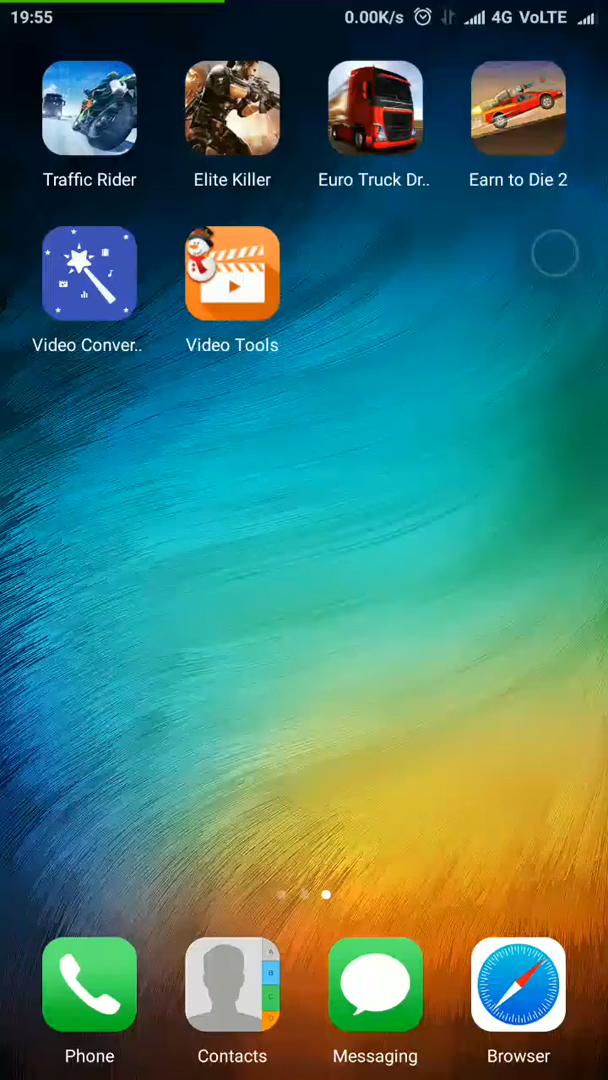 19:55 0.00K/s 4G VoLTE
Traffic Rider Elite Killer Euro Truck Dr.. Earn to Die 2
Video Conver.. Video Tools
Phone Contacts Messaging Browser